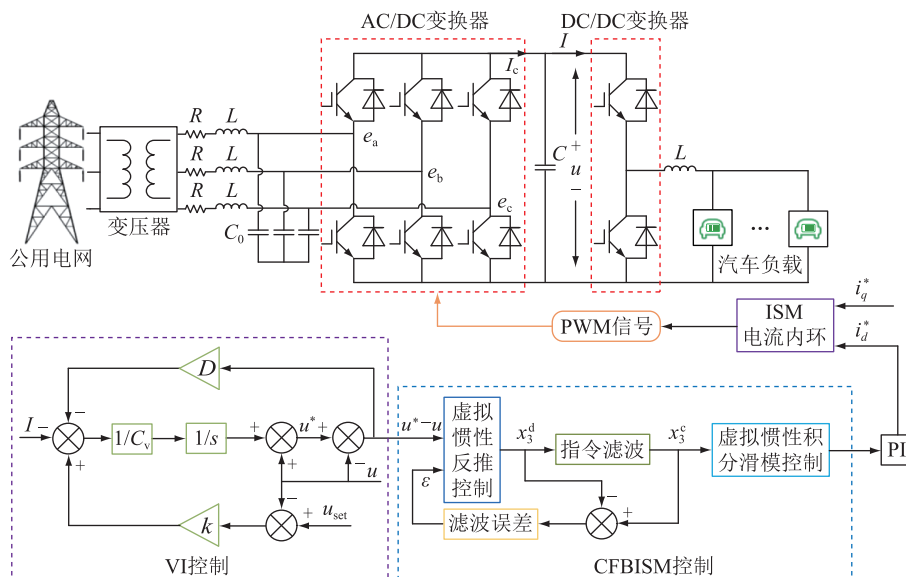 AC/DC变换器
DC/DC变换器
I_c
I
R
L
R
L
R
L
e_a
e_b
e_c
C_0
C
+
u
−
L
变压器
公用电网
...
汽车负载
PWM信号
ISM
电流内环
i_q^*
i_d^*
D
I
−
−
+
1/C_v
1/s
+
+
u^*
+
−
u
u^*−u
−
+
u_set
k
VI控制
虚拟
惯性
反推
控制
ε
x_3^d
指令滤波
x_3^c
虚拟惯性积
分滑模控制
PI
−
+
滤波误差
CFBISM控制